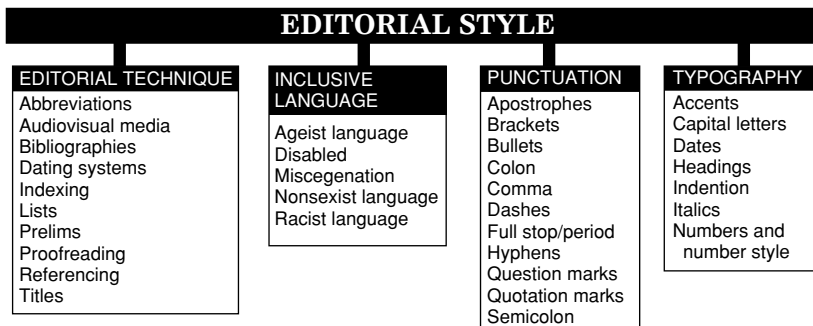 EDITORIAL STYLE
EDITORIAL TECHNIQUE
Abbreviations
Audiovisual media
Bibliographies
Dating systems
Indexing
Lists
Prelims
Proofreading
Referencing
Titles
INCLUSIVE
LANGUAGE
Ageist language
Disabled
Miscegenation
Nonsexist language
Racist language
PUNCTUATION
Apostrophes
Brackets
Bullets
Colon
Comma
Dashes
Full stop/period
Hyphens
Question marks
Quotation marks
Semicolon
TYPOGRAPHY
Accents
Capital letters
Dates
Headings
Indention
Italics
Numbers and
number style